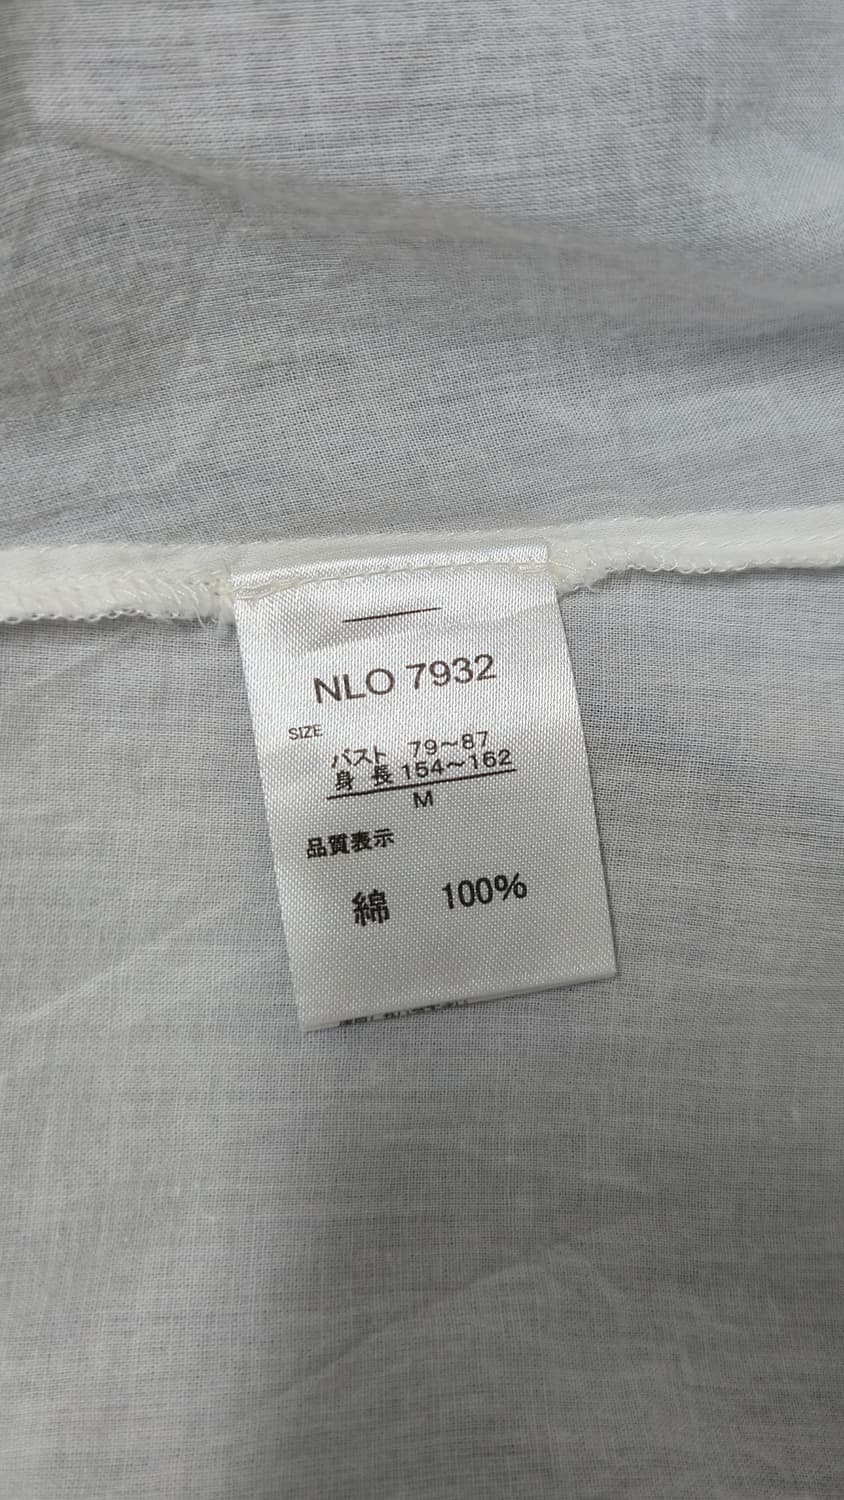 NLO 7932
SIZE
バスト 79～87
身 長 154～162
M
品質表示
綿 100%